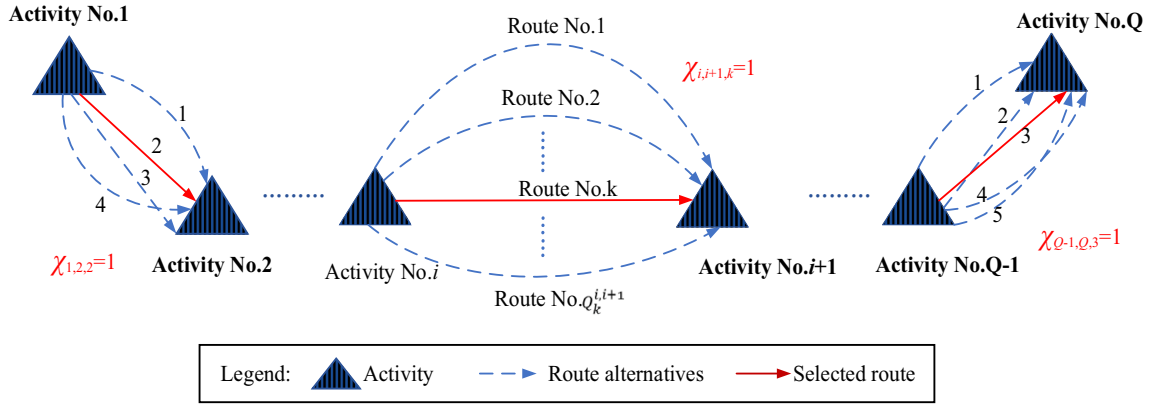 Activity No.1
1
2
3
4
χ1,2,2=1
Activity No.2
Route No.1
χi,i+1,k=1
Route No.2
Route No.k
Activity No.i
Route No.Q_k^{i,i+1}
Activity No.i+1
Activity No.Q
1
2
3
4
5
χQ-1,Q,3=1
Activity No.Q-1
Legend: Activity Route alternatives Selected route